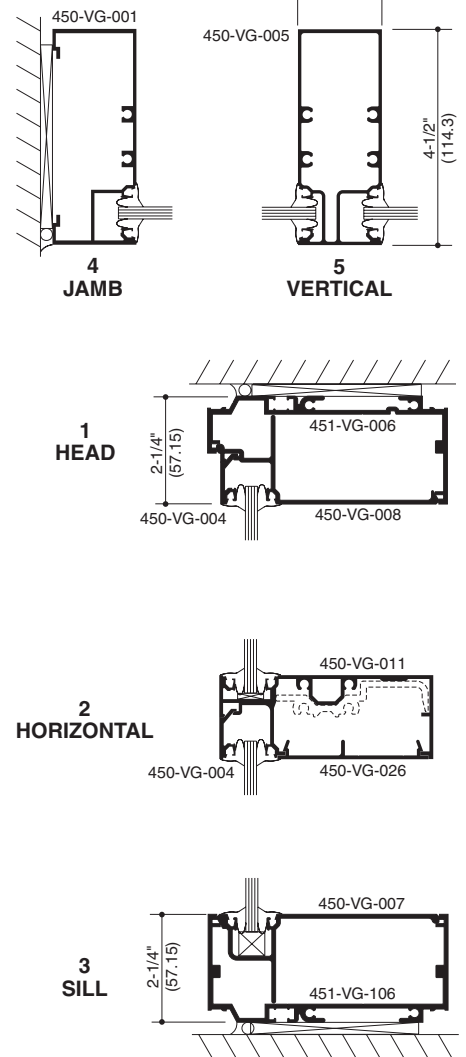 450-VG-001
450-VG-005
4-1/2"
(114.3)
4
JAMB
5
VERTICAL
1
HEAD
2-1/4"
(57.15)
451-VG-006
450-VG-004
450-VG-008
2
HORIZONTAL
450-VG-011
450-VG-004
450-VG-026
3
SILL
2-1/4"
(57.15)
450-VG-007
451-VG-106